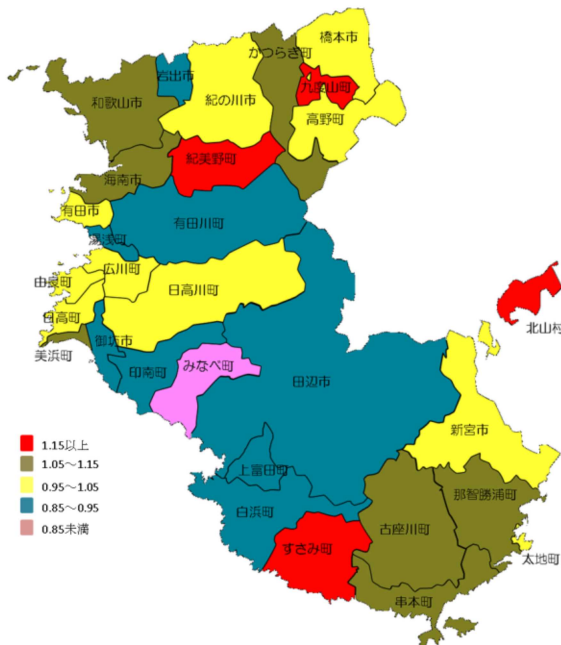 橋本市
かつらぎ町
岩出市
九度山町
和歌山市
紀の川市
高野町
紀美野町
海南市
有田市
有田川町
湯浅町
広川町
由良町
日高川町
日高町
北山村
御坊市
美浜町
みなべ町
印南町
田辺市
新宮市
1.15以上
1.05～1.15
0.95～1.05
0.85～0.95
0.85未満
上富田町
那智勝浦町
白浜町
古座川町
すさみ町
太地町
串本町